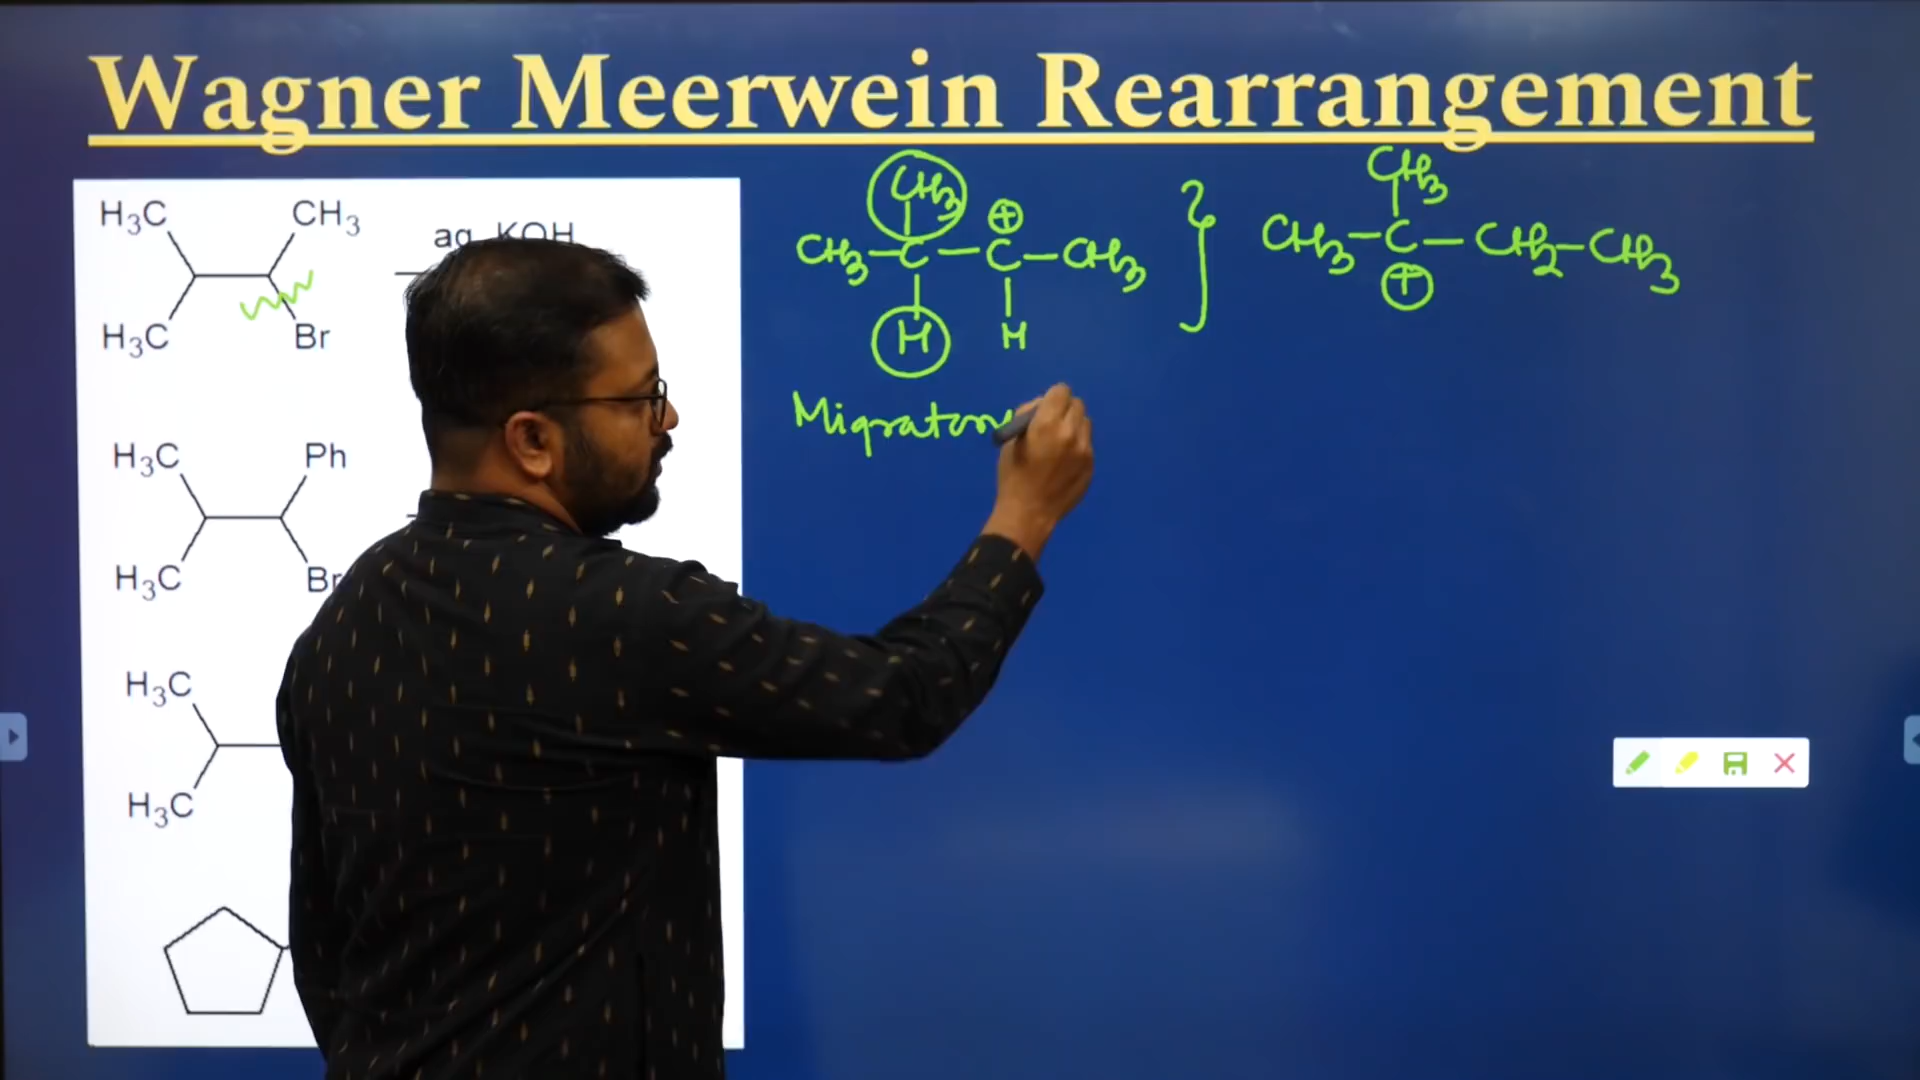 Wagner Meerwein Rearrangement
H3C CH3
aq. KOH
H3C Br
H3C Ph
H3C Br
H3C
H3C
CH3
⊕
CH3-C-C-CH3
H H
CH3
CH3-C-CH2-CH3
⊕
Migratory